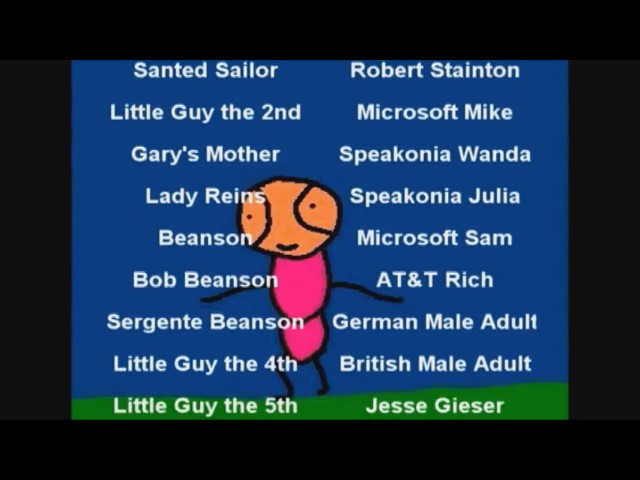 Santed Sailor Robert Stainton
Little Guy the 2nd Microsoft Mike
Gary's Mother Speakonia Wanda
Lady Reins Speakonia Julia
Beanson Microsoft Sam
Bob Beanson AT&T Rich
Sergente Beanson German Male Adult
Little Guy the 4th British Male Adult
Little Guy the 5th Jesse Gieser